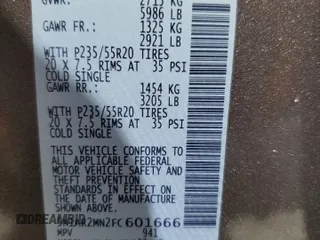 GVWR: 2715 KG
5986 LB
GAWR FR.: 1325 KG
2921 LB
WITH P235/55R20 TIRES
20 X 7.5 RIMS AT 35 PSI
COLD SINGLE
GAWR RR.: 1454 KG
3205 LB
WITH P235/55R20 TIRES
20 X 7.5 RIMS AT 35 PSI
COLD SINGLE
THIS VEHICLE CONFORMS TO
ALL APPLICABLE FEDERAL
MOTOR VEHICLE SAFETY
AND THEFT PREVENTION
STANDARDS IN EFFECT ON
THE DATE OF MANUFACTURE
SHOWN ABOVE.
2MN2FC601666
MPV 941
DREAMBID